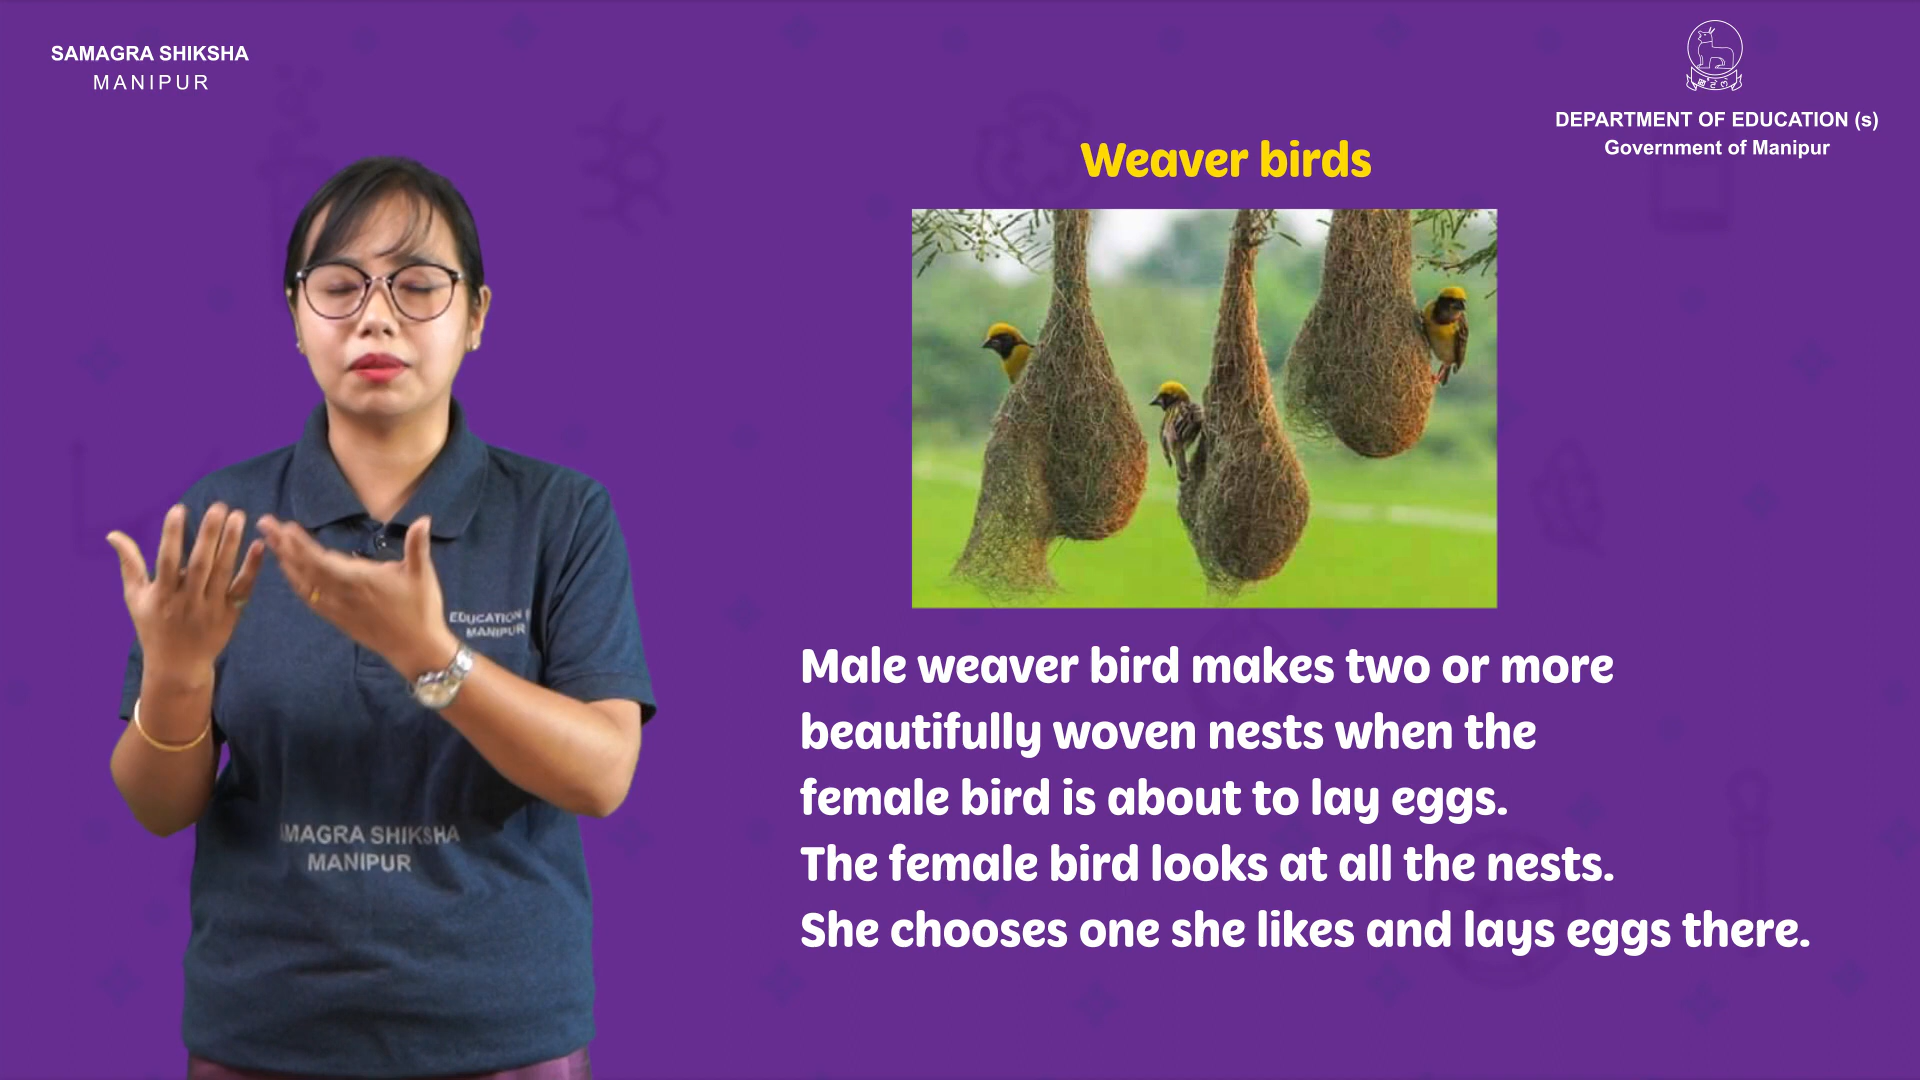 SAMAGRA SHIKSHA
MANIPUR
DEPARTMENT OF EDUCATION (s)
Government of Manipur
Weaver birds
Male weaver bird makes two or more
beautifully woven nests when the
female bird is about to lay eggs.
The female bird looks at all the nests.
She chooses one she likes and lays eggs there.
EDUCATION
MANIPUR
AMAGRA SHIKSHA
MANIPUR